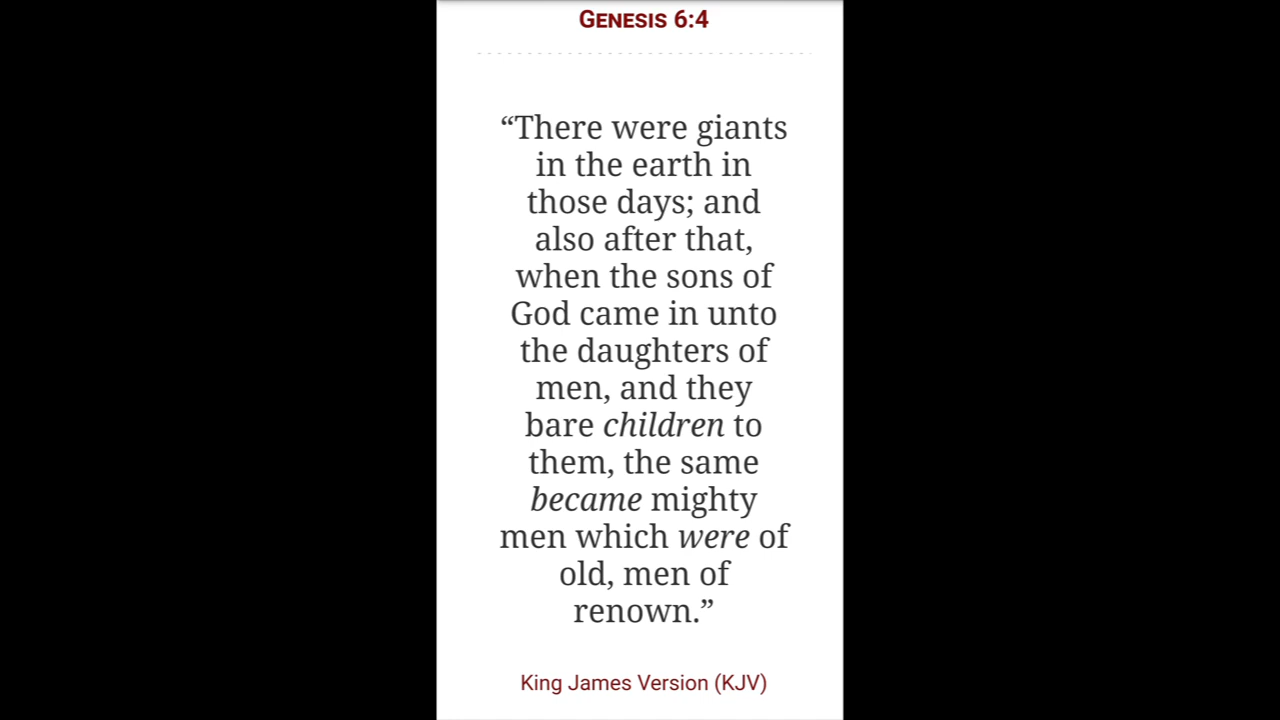 GENESIS 6:4
“There were giants
in the earth in
those days; and
also after that,
when the sons of
God came in unto
the daughters of
men, and they
bare children to
them, the same
became mighty
men which were of
old, men of
renown.”
King James Version (KJV)